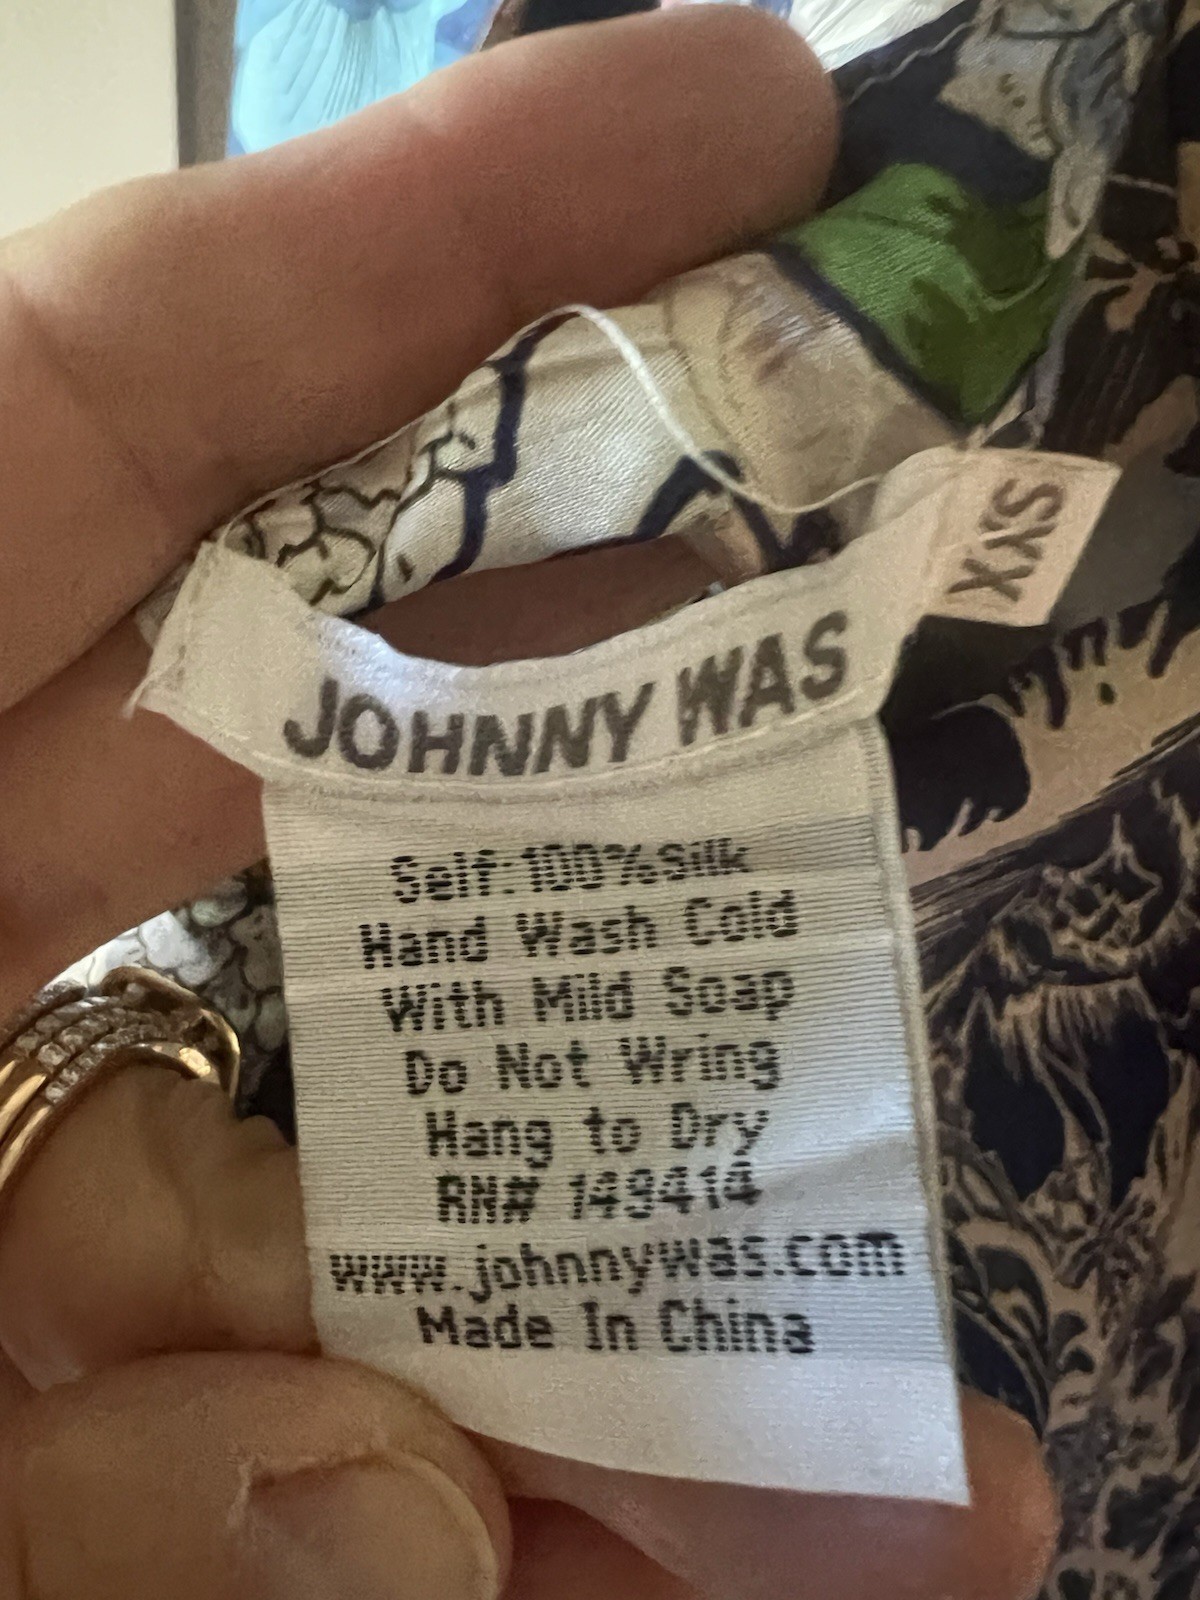 JOHNNY WAS
XS/S
Self:100%Silk
Hand Wash Cold
With Mild Soap
Do Not Wring
Hang to Dry
RN# 149414
www.johnnywas.com
Made In China